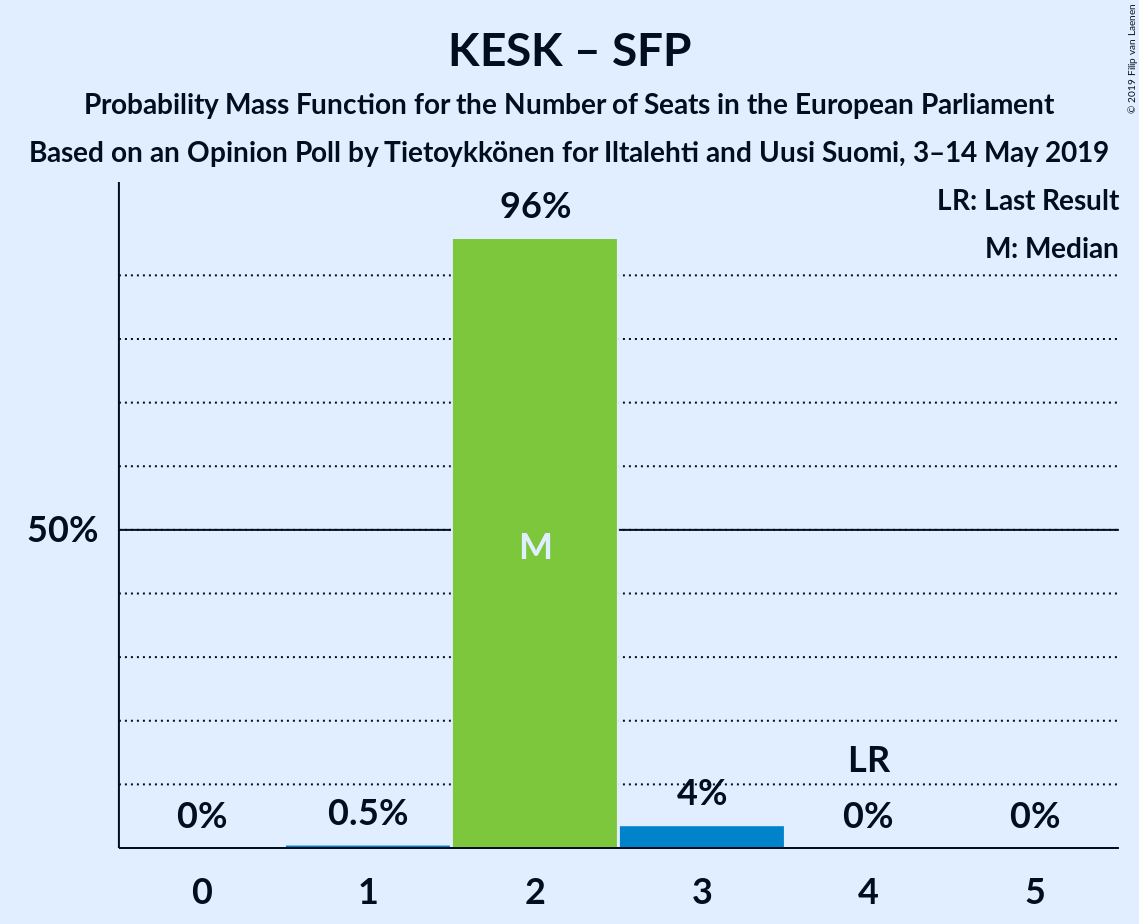 KESK – SFP
Probability Mass Function for the Number of Seats in the European Parliament
Based on an Opinion Poll by Tietoykkönen for Iltalehti and Uusi Suomi, 3–14 May 2019
© 2019 Filip van Laenen
LR: Last Result
M: Median
96%
50%
M
LR
0%
0.5%
4%
0%
0%
0 1 2 3 4 5